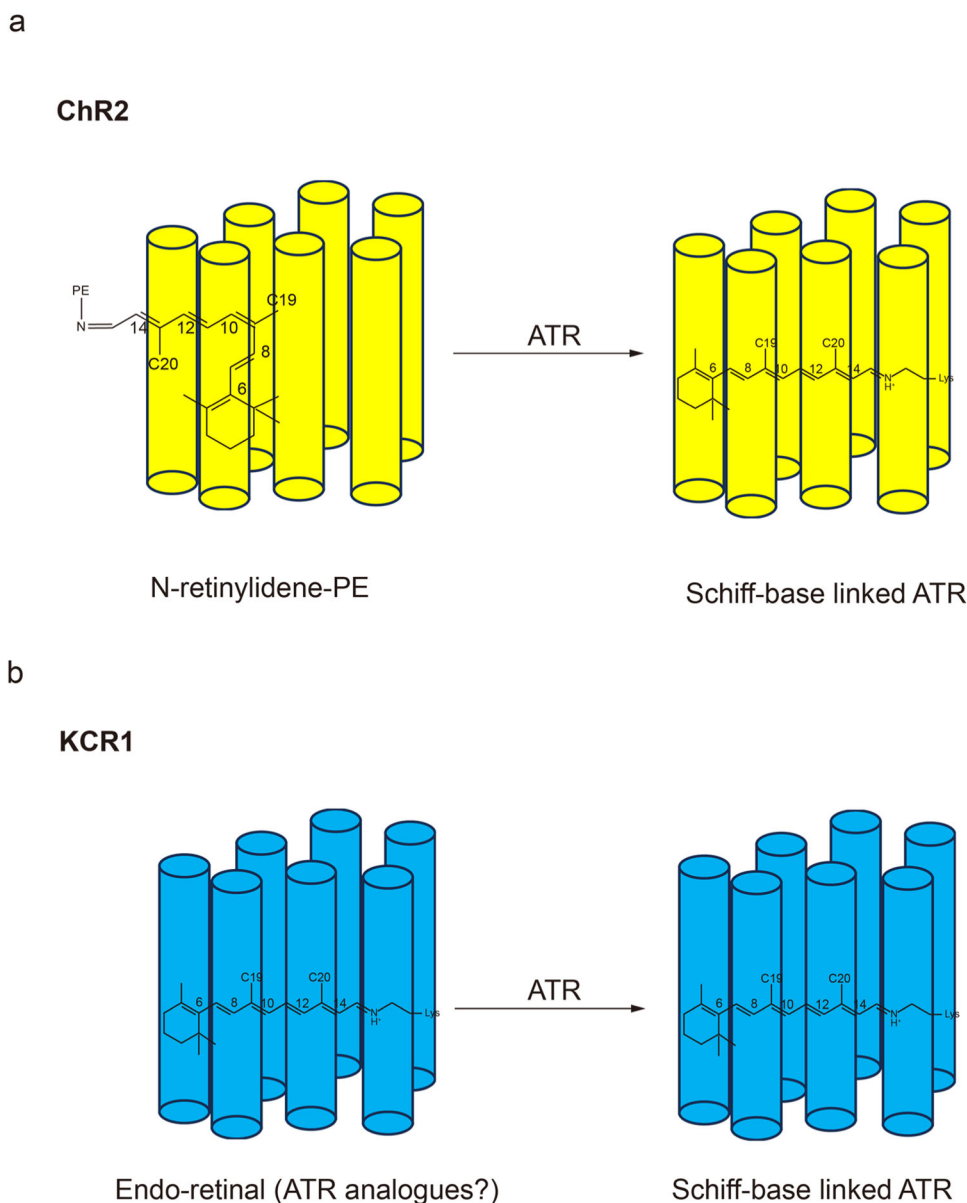 a
ChR2
PE
N
14
12
10
C19
C20
8
6
ATR
6
8
C19
10
12
C20
14
N
H⁺
Lys
N-retinylidene-PE
Schiff-base linked ATR
b
KCR1
6
8
C19
10
12
C20
14
N
H⁺
Lys
ATR
6
8
C19
10
12
C20
14
N
H⁺
Lys
Endo-retinal (ATR analogues?)
Schiff-base linked ATR